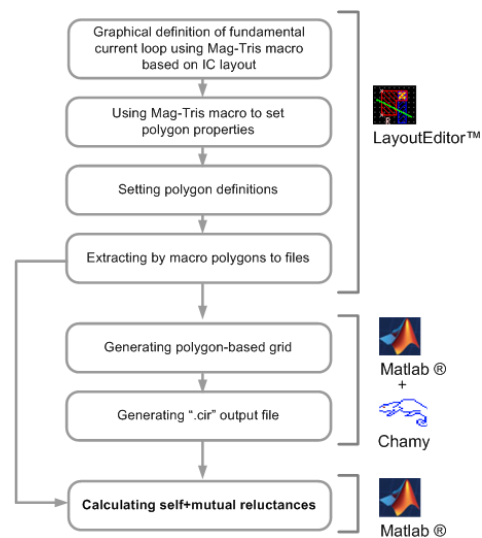 Graphical definition of fundamental
current loop using Mag-Tris macro
based on IC layout
Using Mag-Tris macro to set
polygon properties
Setting polygon definitions
Extracting by macro polygons to files
LayoutEditor™
Generating polygon-based grid
Generating “.cir” output file
Matlab ®
+
Chamy
Calculating self+mutual reluctances
Matlab ®